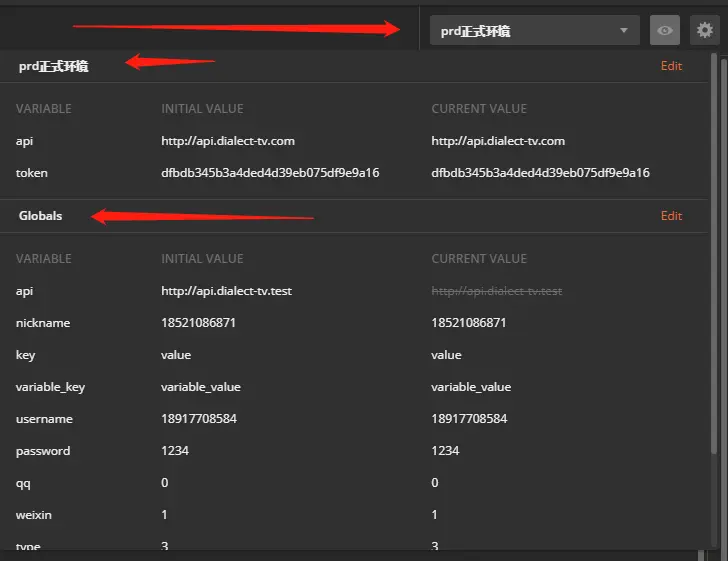 prd正式环境
prd正式环境 Edit
VARIABLE INITIAL VALUE CURRENT VALUE
api http://api.dialect-tv.com http://api.dialect-tv.com
token dfbdb345b3a4ded4d39eb075df9e9a16 dfbdb345b3a4ded4d39eb075df9e9a16
Globals Edit
VARIABLE INITIAL VALUE CURRENT VALUE
api http://api.dialect-tv.test http://api.dialect-tv.test
nickname 18521086871 18521086871
key value value
variable_key variable_value variable_value
username 18917708584 18917708584
password 1234 1234
qq 0 0
weixin 1 1
type 3 3